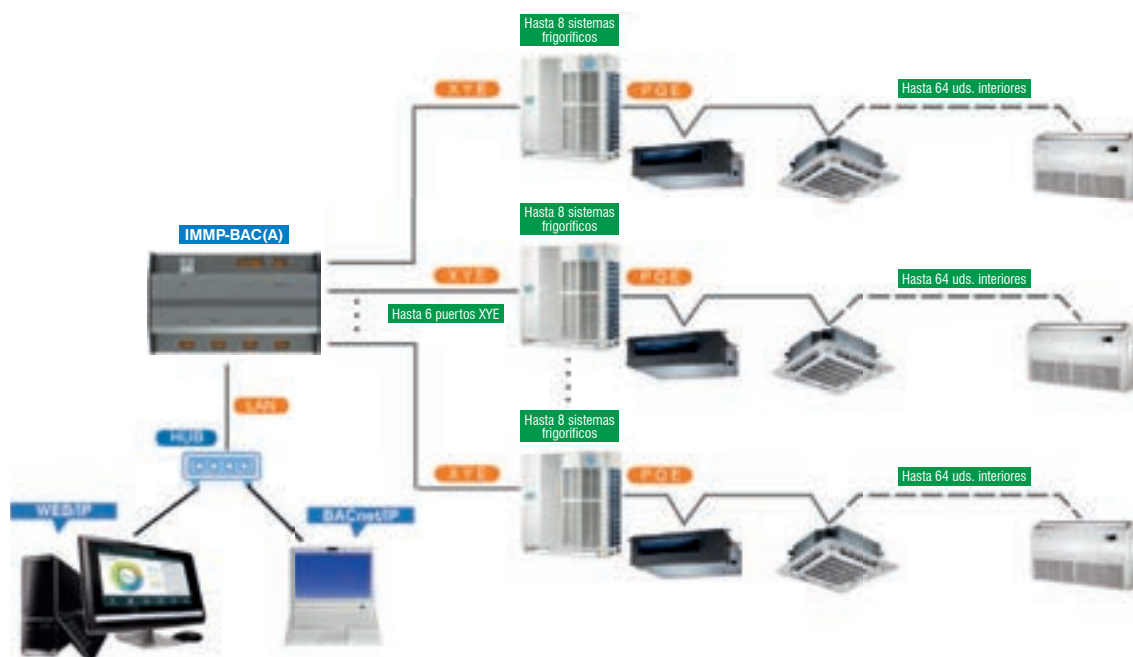 Hasta 8 sistemas
frigoríficos
XYE
PQE
Hasta 64 uds. interiores
IMMP-BAC(A)
Hasta 8 sistemas
frigoríficos
XYE
PQE
Hasta 64 uds. interiores
Hasta 6 puertos XYE
LAN
HUB
Hasta 8 sistemas
frigoríficos
XYE
PQE
Hasta 64 uds. interiores
WEB/IP
BACnet/IP